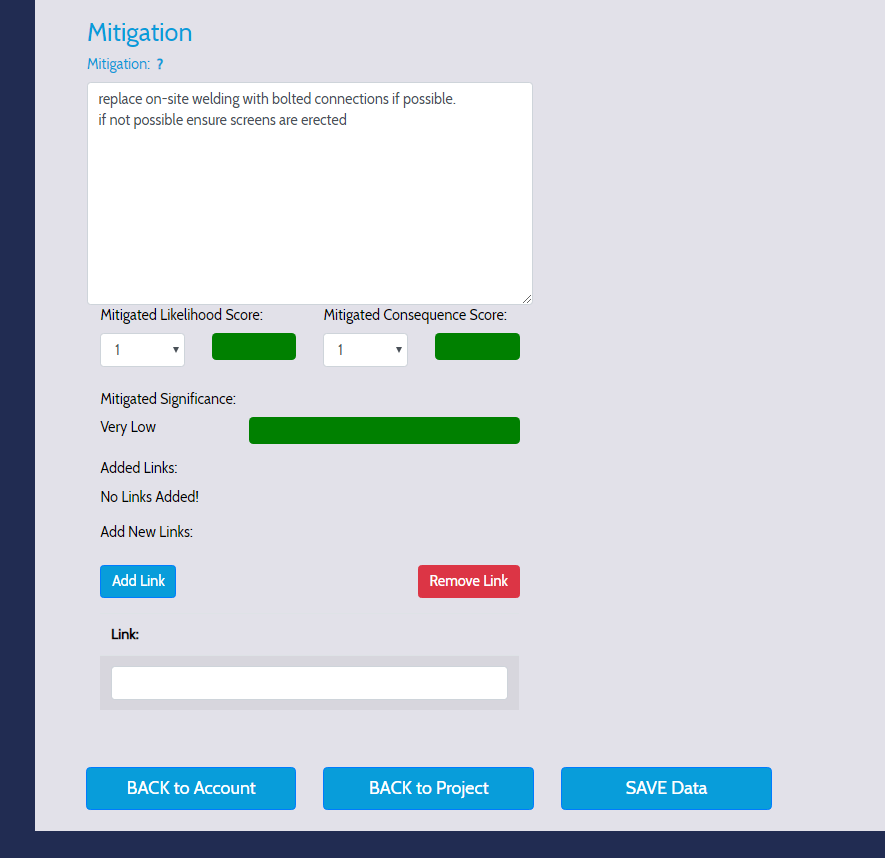 Mitigation
Mitigation: ?
replace on-site welding with bolted connections if possible.
if not possible ensure screens are erected
Mitigated Likelihood Score: Mitigated Consequence Score:
1 1
Mitigated Significance:
Very Low
Added Links:
No Links Added!
Add New Links:
Add Link Remove Link
Link:
BACK to Account BACK to Project SAVE Data